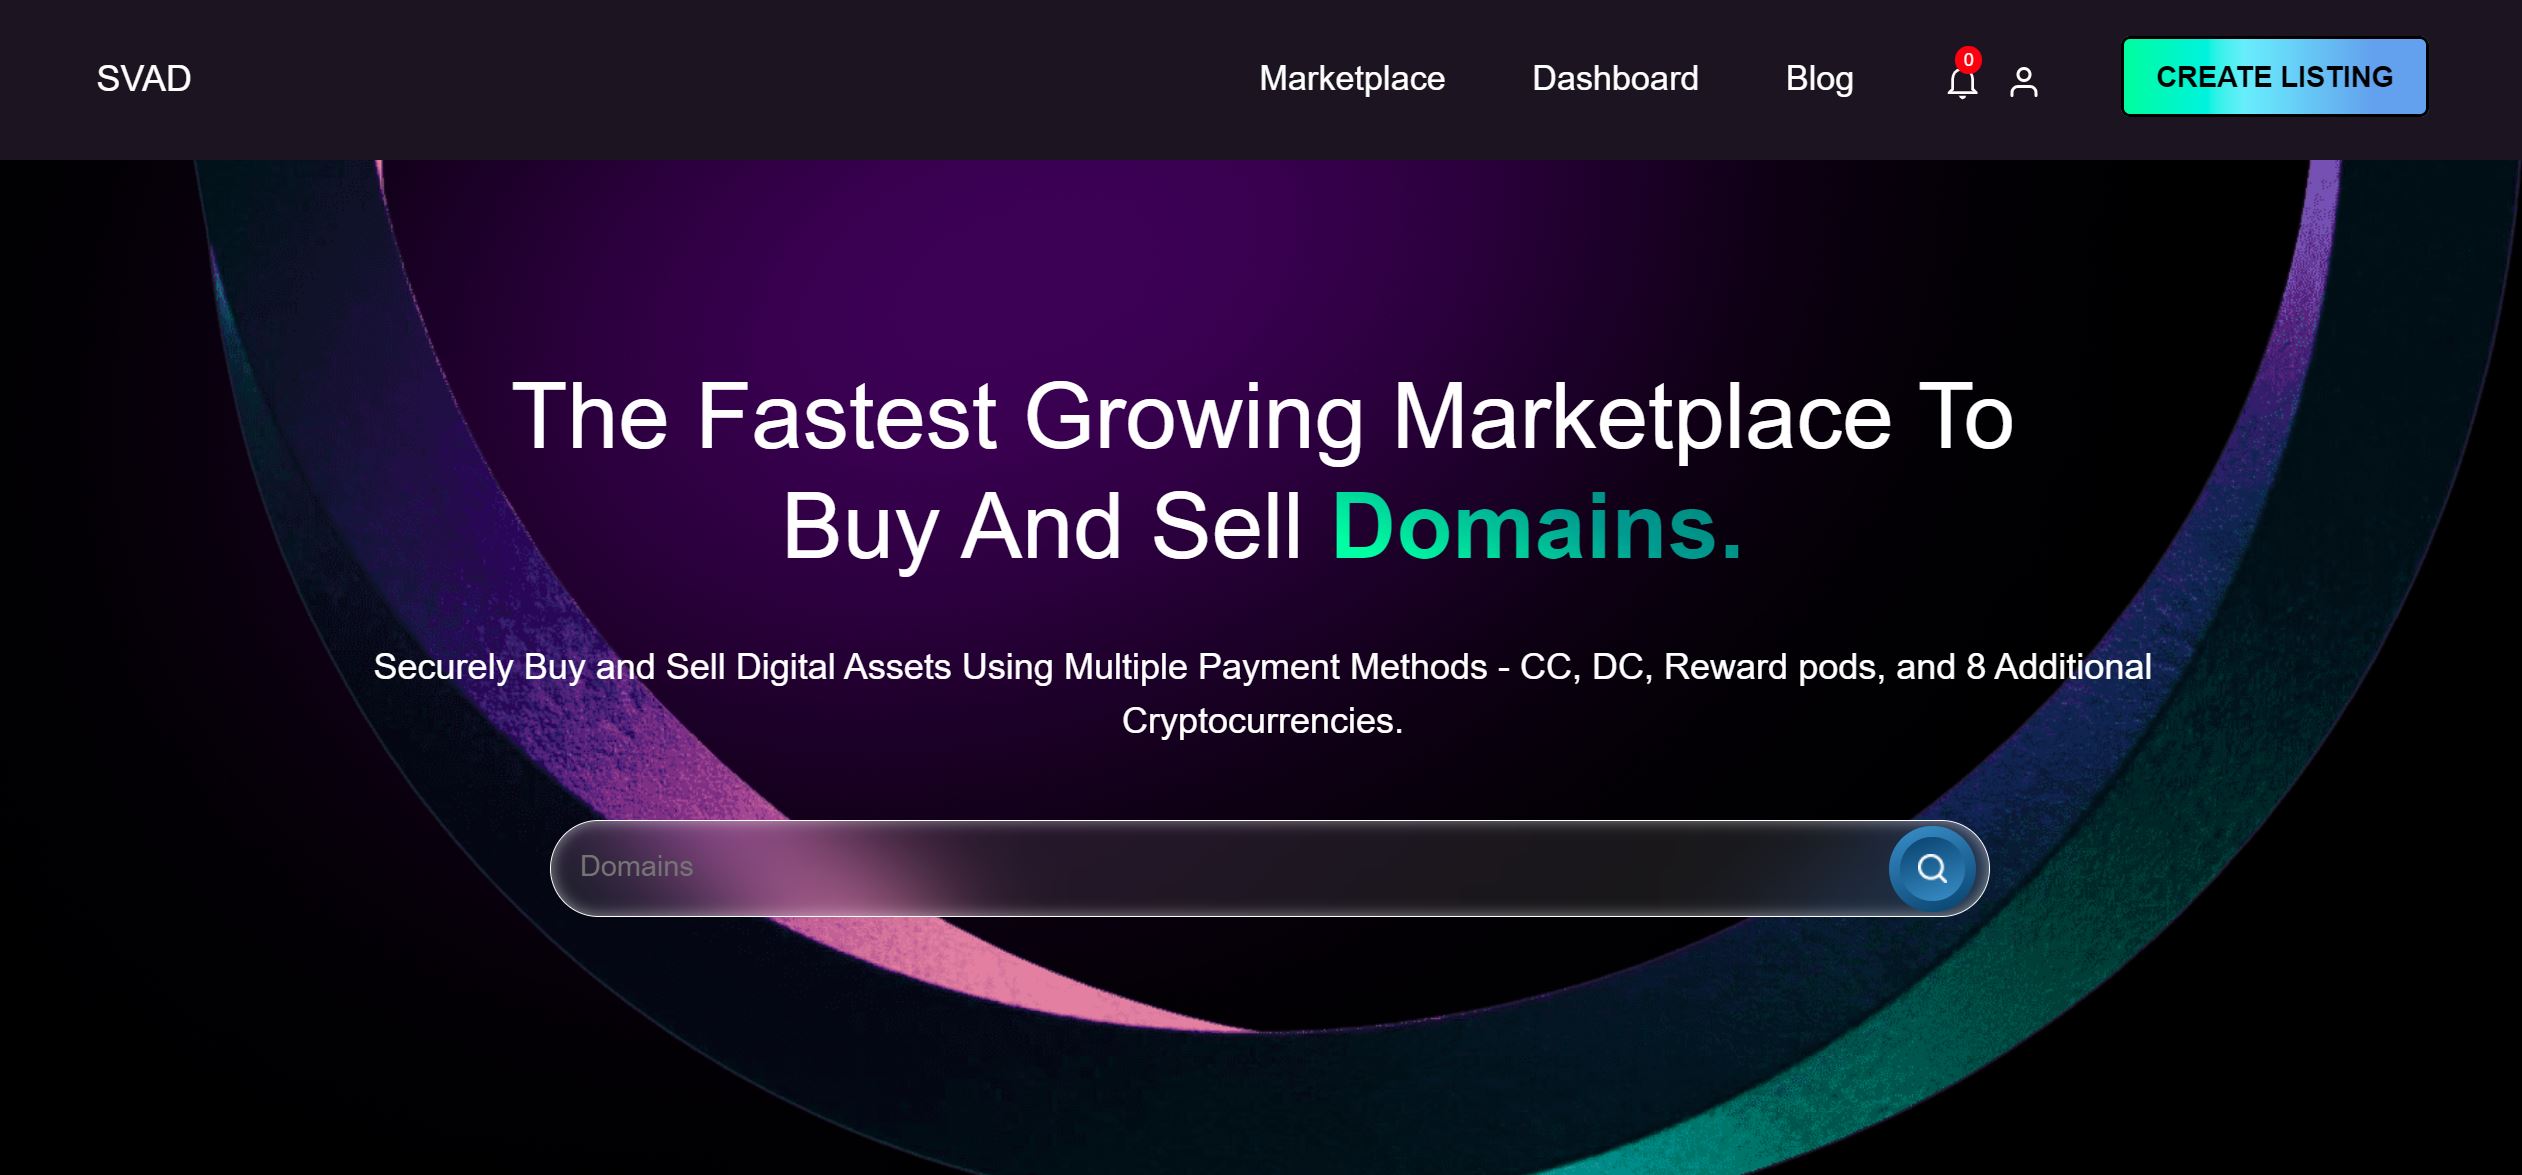 SVAD
Marketplace
Dashboard
Blog
0
CREATE LISTING
The Fastest Growing Marketplace To
Buy And Sell Domains.
Securely Buy and Sell Digital Assets Using Multiple Payment Methods - CC, DC, Reward pods, and 8 Additional
Cryptocurrencies.
Domains